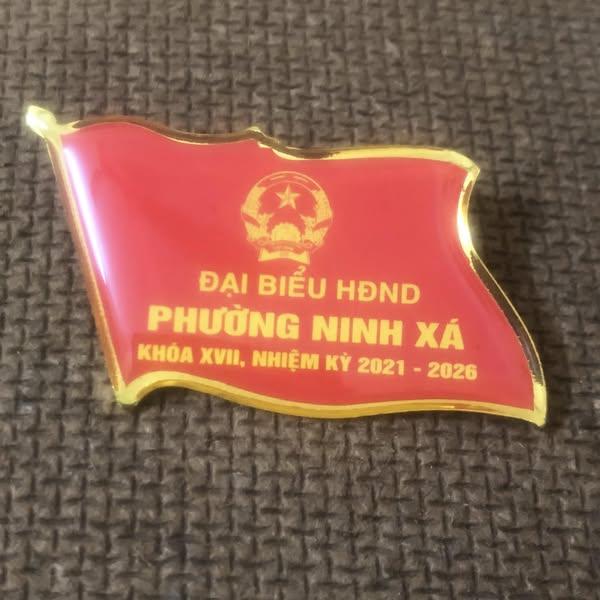 ĐẠI BIỂU HĐND
PHƯỜNG NINH XÁ
KHÓA XVII, NHIỆM KỲ 2021 - 2026